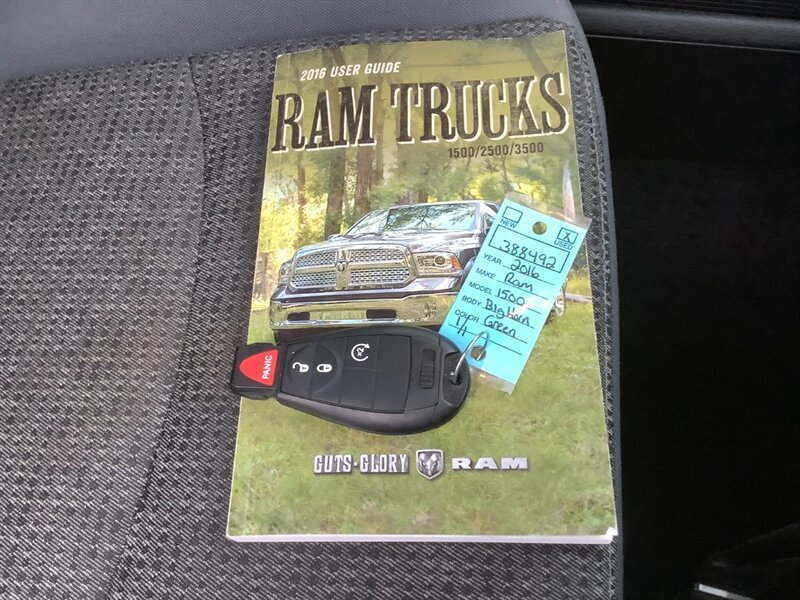 2016 USER GUIDE
RAM TRUCKS
1500/2500/3500
NEW
X
USED
388492
YEAR 2016
MAKE Ram
MODEL 1500
BODY Big Horn
COLOR Green
PANIC
X2
GUTS·GLORY RAM